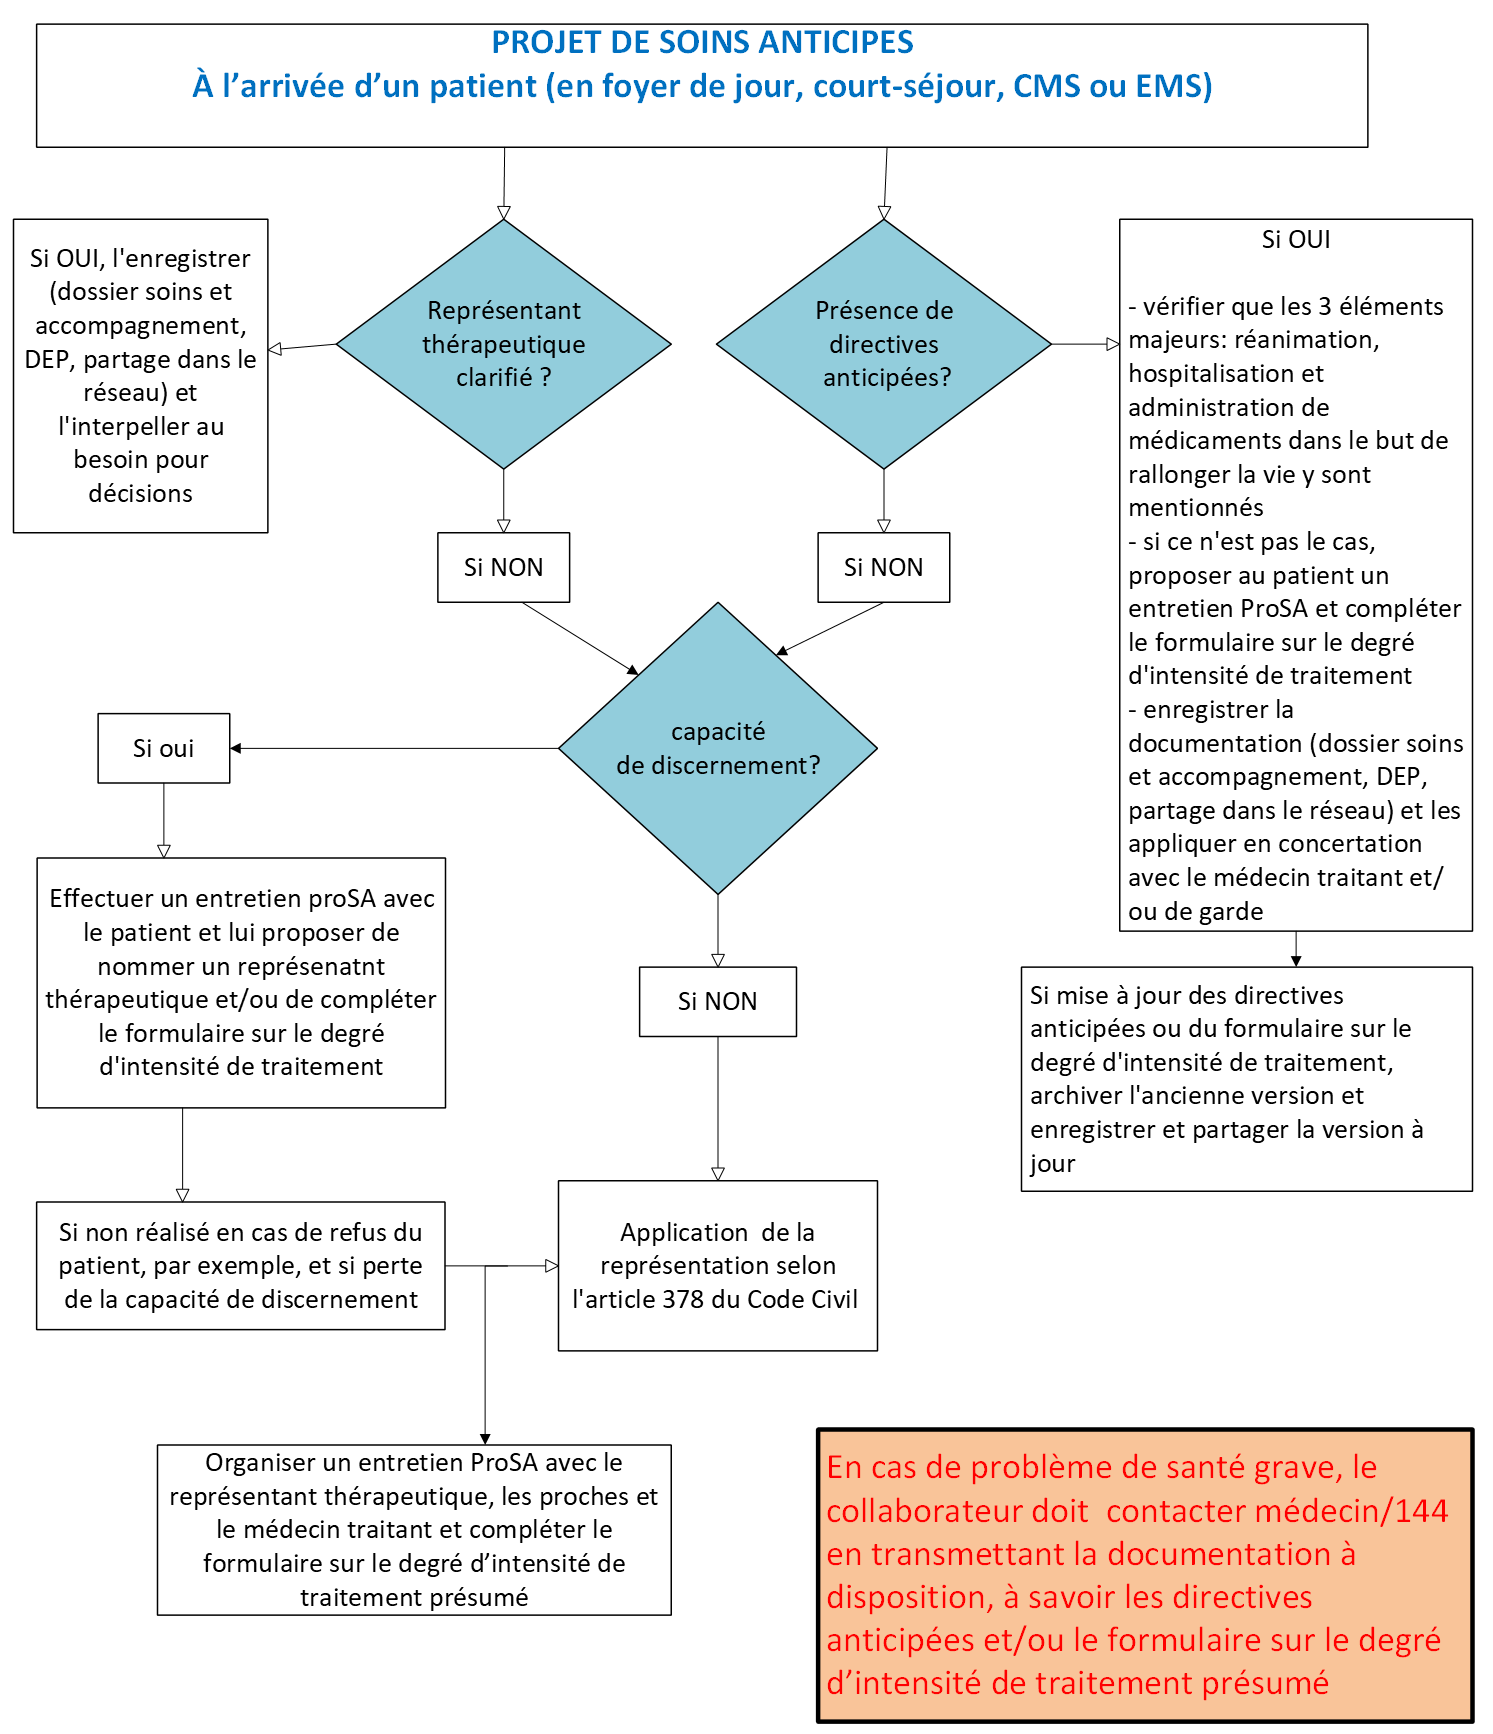 PROJET DE SOINS ANTICIPES
À l’arrivée d’un patient (en foyer de jour, court-séjour, CMS ou EMS)
Si OUI, l'enregistrer
(dossier soins et
accompagnement,
DEP, partage dans le
réseau) et
l'interpeller au
besoin pour
décisions
Représentant
thérapeutique
clarifié ?
Présence de
directives
anticipées?
Si OUI
- vérifier que les 3 éléments
majeurs: réanimation,
hospitalisation et
administration de
médicaments dans le but de
rallonger la vie y sont
mentionnés
- si ce n'est pas le cas,
proposer au patient un
entretien ProSA et compléter
le formulaire sur le degré
d'intensité de traitement
- enregistrer la
documentation (dossier soins
et accompagnement, DEP,
partage dans le réseau) et les
appliquer en concertation
avec le médecin traitant et/
ou de garde
Si NON
Si NON
capacité
de discernement?
Si oui
Effectuer un entretien proSA avec
le patient et lui proposer de
nommer un représenatnt
thérapeutique et/ou de compléter
le formulaire sur le degré
d'intensité de traitement
Si NON
Si mise à jour des directives
anticipées ou du formulaire sur le
degré d'intensité de traitement,
archiver l'ancienne version et
enregistrer et partager la version à
jour
Si non réalisé en cas de refus du
patient, par exemple, et si perte
de la capacité de discernement
Application  de la
représentation selon
l'article 378 du Code Civil
Organiser un entretien ProSA avec le
représentant thérapeutique, les proches et
le médecin traitant et compléter le
formulaire sur le degré d’intensité de
traitement présumé
En cas de problème de santé grave, le
collaborateur doit  contacter médecin/144
en transmettant la documentation à
disposition, à savoir les directives
anticipées et/ou le formulaire sur le degré
d’intensité de traitement présumé